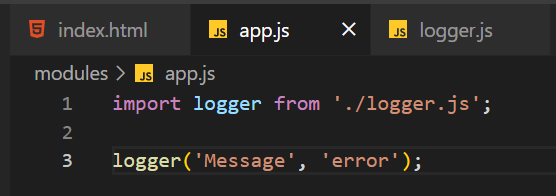 index.html app.js logger.js
modules > JS app.js
1 import logger from './logger.js';
2
3 logger('Message', 'error');